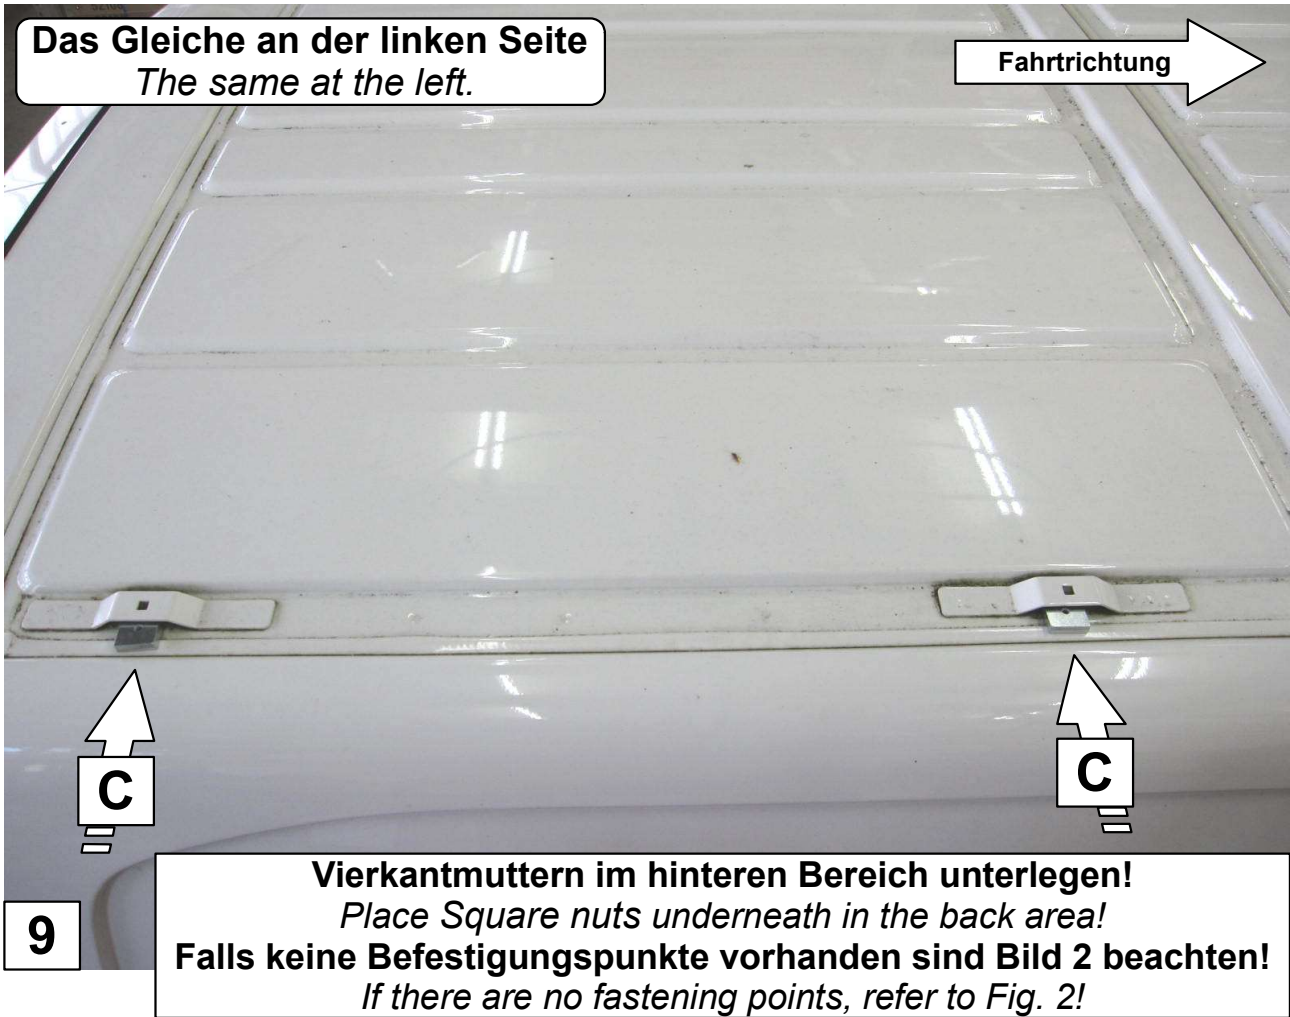 Das Gleiche an der linken Seite
The same at the left.
Fahrtrichtung
C
C
9
Vierkantmuttern im hinteren Bereich unterlegen!
Place Square nuts underneath in the back area!
Falls keine Befestigungspunkte vorhanden sind Bild 2 beachten!
If there are no fastening points, refer to Fig. 2!